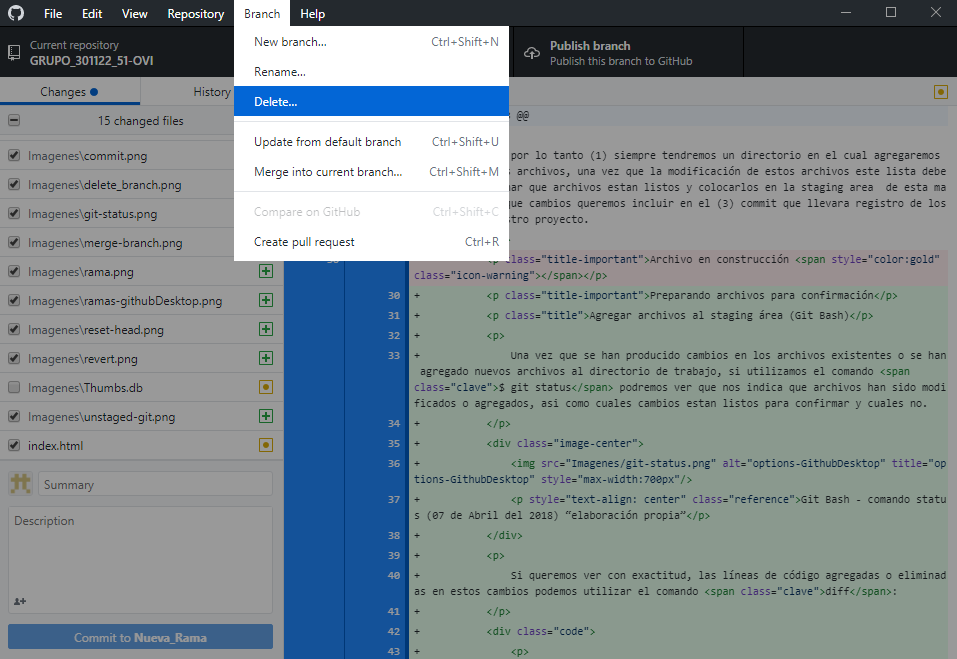 File Edit View Repository Branch Help
Current repository
GRUPO_301122_51-OVI
Publish branch
Publish this branch to GitHub
New branch... Ctrl+Shift+N
Rename...
Delete...
Update from default branch Ctrl+Shift+U
Merge into current branch... Ctrl+Shift+M
Compare on GitHub Ctrl+Shift+C
Create pull request Ctrl+R
Changes History
15 changed files
Imagenes\commit.png
Imagenes\delete_branch.png
Imagenes\git-status.png
Imagenes\merge-branch.png
Imagenes\rama.png
Imagenes\ramas-githubDesktop.png
Imagenes\reset-head.png
Imagenes\revert.png
Imagenes\Thumbs.db
Imagenes\unstaged-git.png
index.html
Summary
Description
Commit to Nueva_Rama
@@
por lo tanto (1) siempre tendremos un directorio en el cual agregaremos
archivos, una vez que la modificación de estos archivos este lista debe
ar que archivos estan listos y colocarlos en la staging area de esta ma
que cambios queremos incluir en el (3) commit que llevara registro de los
stro proyecto.
class="title-important">Archivo en construcción <span style="color:gold"
class="icon-warning"></span></p>
30 + <p class="title-important">Preparando archivos para confirmación</p>
31 + <p class="title">Agregar archivos al staging área (Git Bash)</p>
32 + <p>
33 + Una vez que se han producido cambios en los archivos existentes o se han
agregado nuevos archivos al directorio de trabajo, si utilizamos el comando <span
class="clave">$ git status</span> podremos ver que nos indica que archivos han sido modi
ficados o agregados, asi como cuales cambios estan listos para confirmar y cuales no.
34 + </p>
35 + <div class="image-center">
36 + <img src="Imagenes/git-status.png" alt="options-GithubDesktop" title="op
tions-GithubDesktop" style="max-width:700px"/>
37 + <p style="text-align: center" class="reference">Git Bash - comando statu
s (07 de Abril del 2018) “elaboración propia”</p>
38 + </div>
39 + <p>
40 + Si queremos ver con exactitud, las líneas de código agregadas o eliminad
as en estos cambios podemos utilizar el comando <span class="clave">diff</span>:
41 + </p>
42 + <div class="code">
43 + <p>